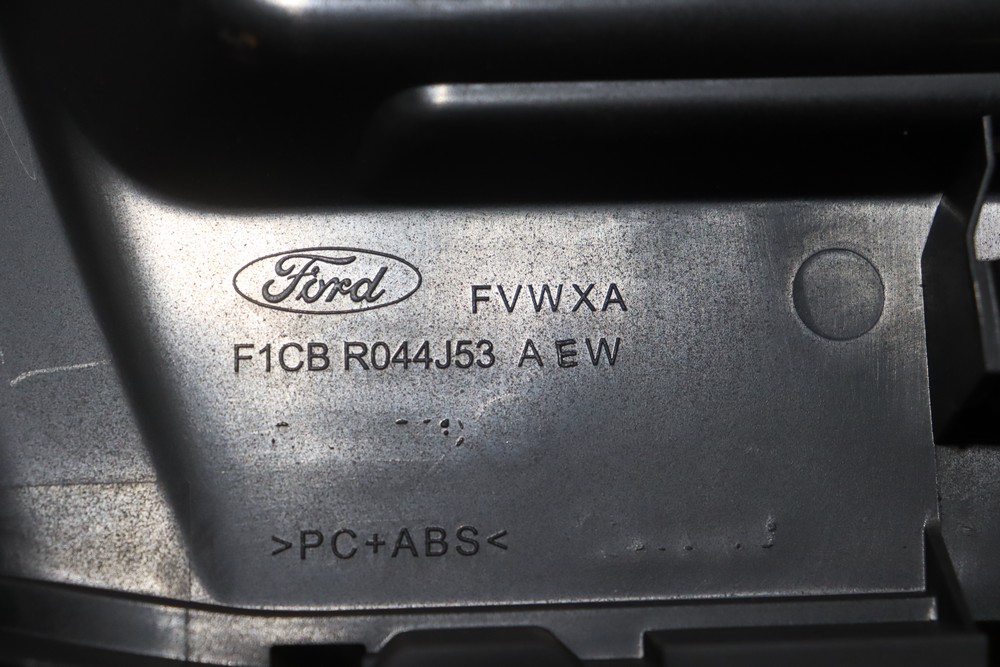 Ford
FVWXA
F1CB R044J53 AEW
>PC+ABS<